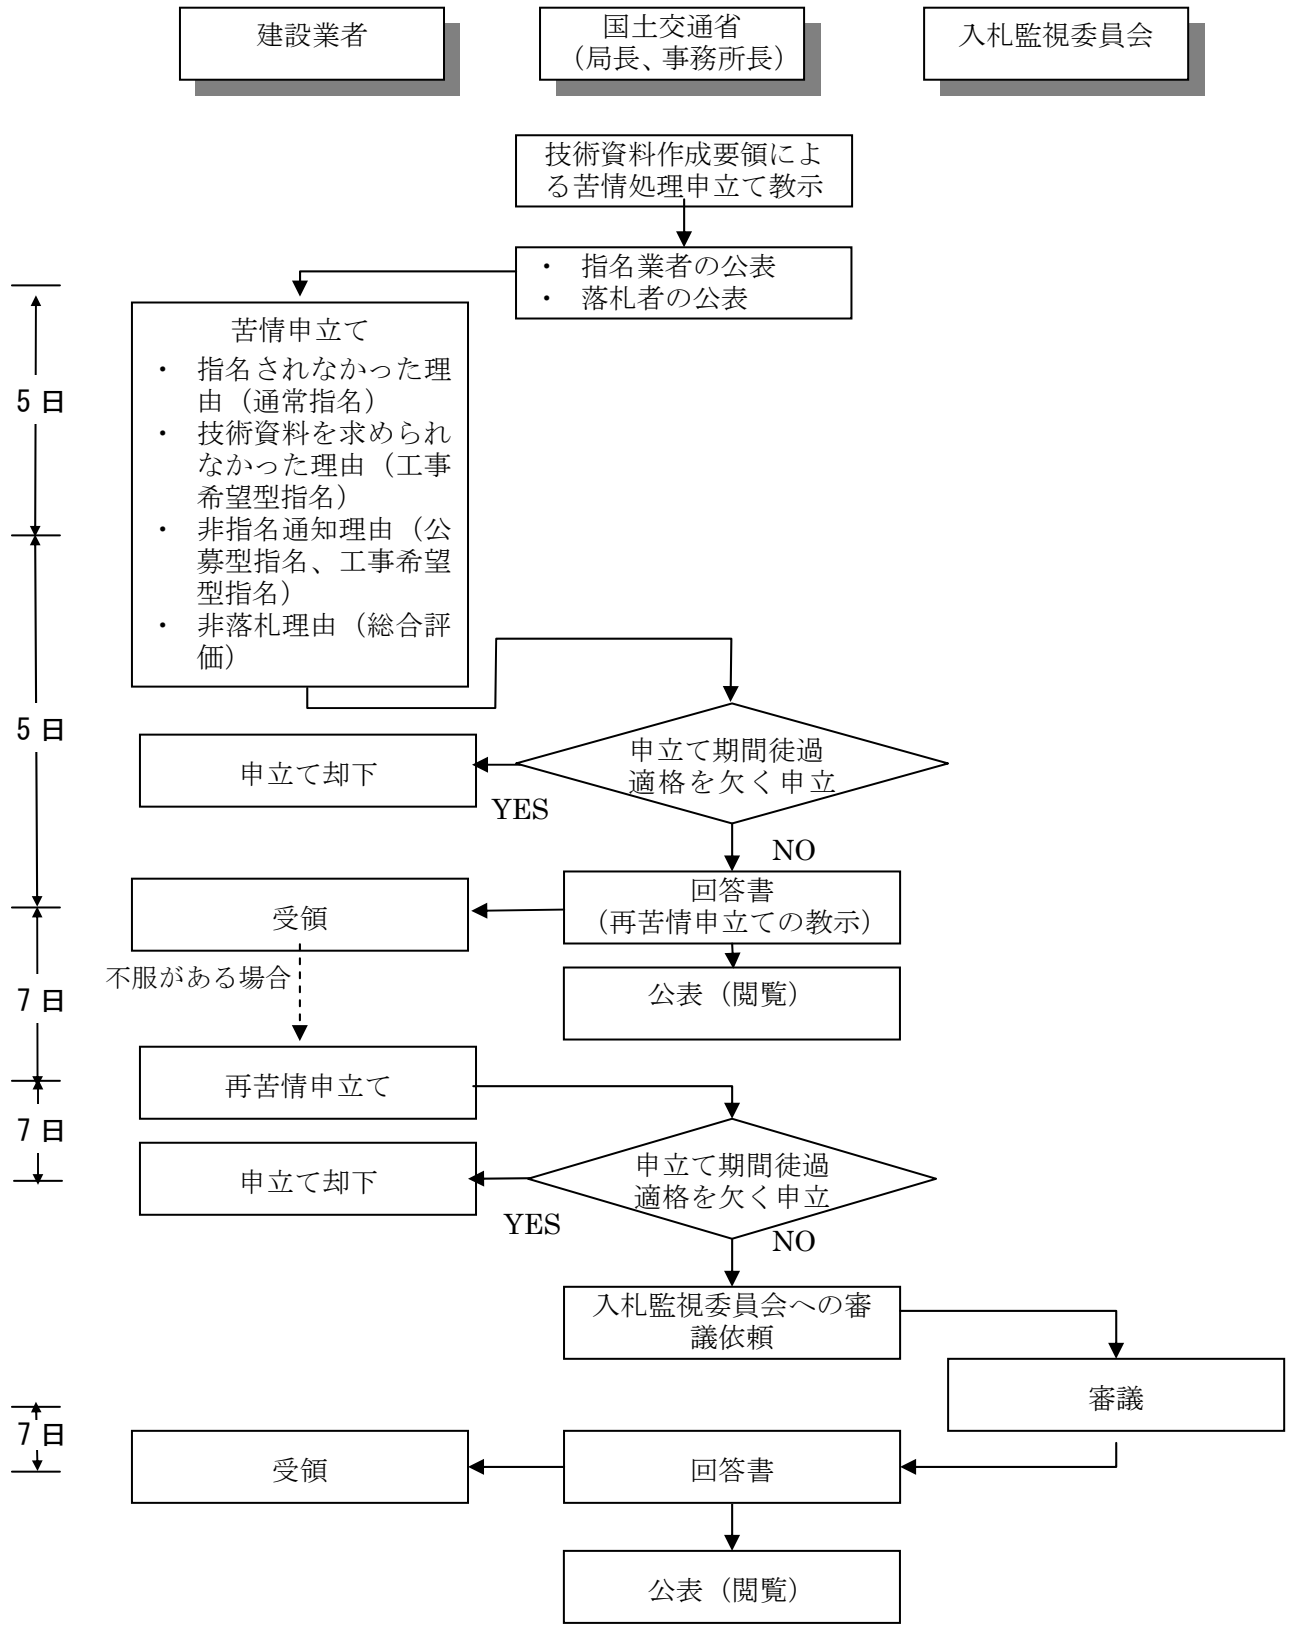 建設業者
国土交通省
（局長、事務所長）
入札監視委員会
技術資料作成要領によ
る苦情処理申立て教示
・ 指名業者の公表
・ 落札者の公表
苦情申立て
・ 指名されなかった理
由（通常指名）
・ 技術資料を求められ
なかった理由（工事
希望型指名）
・ 非指名通知理由（公
募型指名、工事希望
型指名）
・ 非落札理由（総合評
価）
5 日
5 日
申立て期間徒過
適格を欠く申立
申立て却下
YES
NO
回答書
（再苦情申立ての教示）
受領
不服がある場合
公表（閲覧）
7 日
再苦情申立て
7 日
申立て期間徒過
適格を欠く申立
申立て却下
YES
NO
入札監視委員会への審
議依頼
審議
7 日
受領
回答書
公表（閲覧）